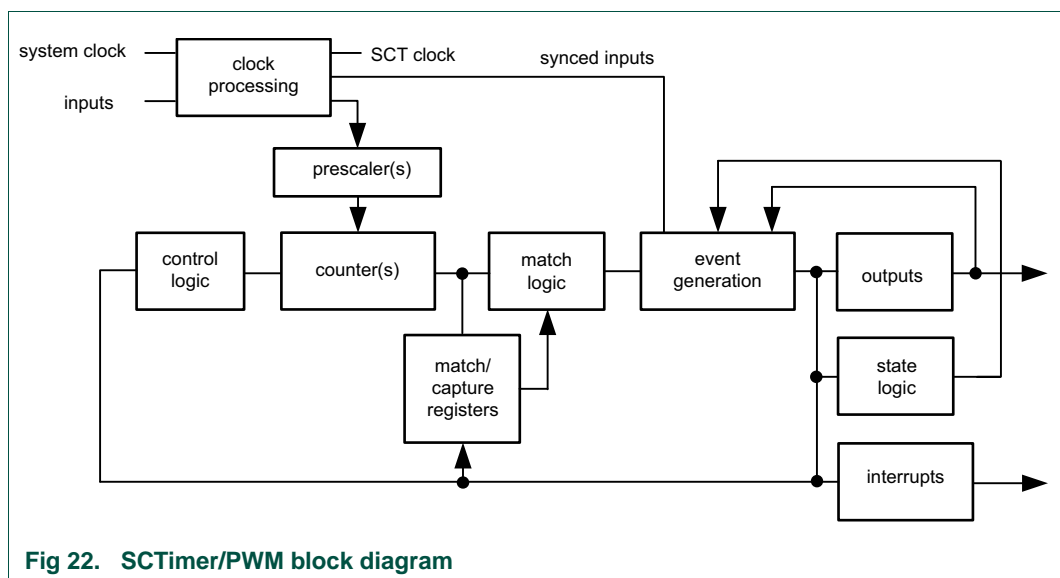 system clock
inputs
clock
processing
SCT clock
synced inputs
prescaler(s)
control
logic
counter(s)
match
logic
event
generation
outputs
match/
capture
registers
state
logic
interrupts
Fig 22. SCTimer/PWM block diagram